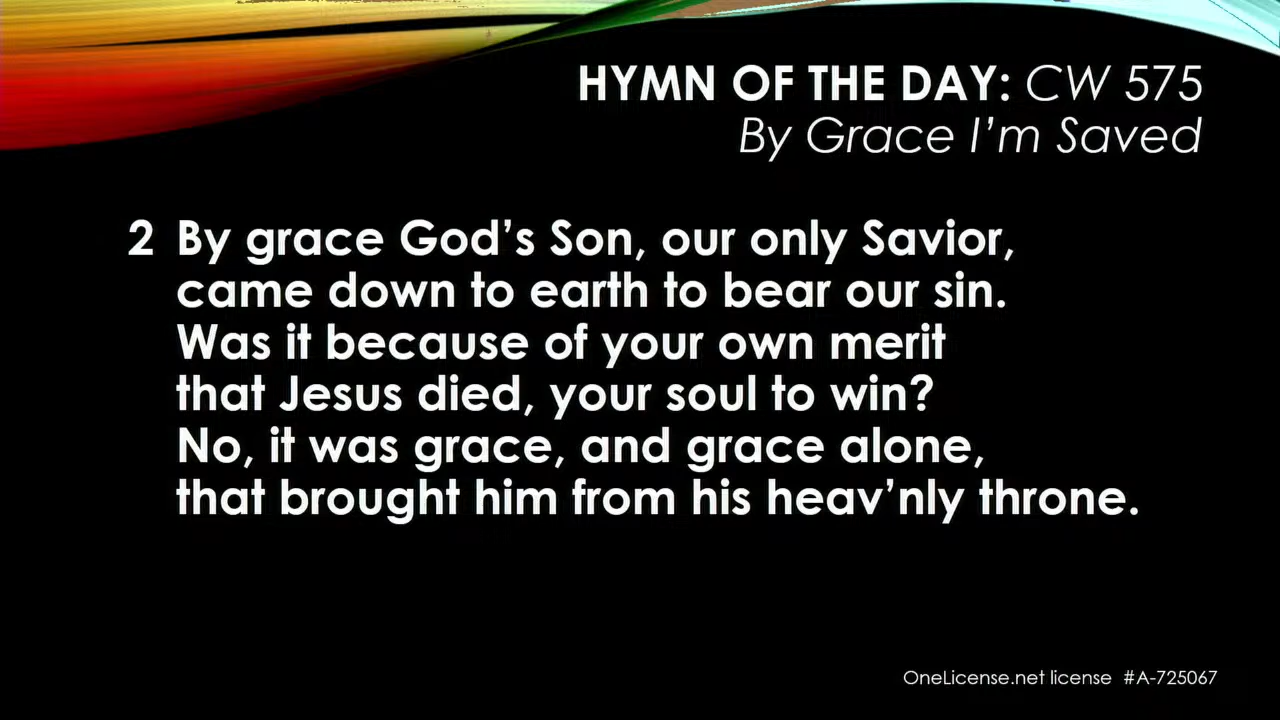 HYMN OF THE DAY: CW 575
By Grace I’m Saved
2 By grace God’s Son, our only Savior,
came down to earth to bear our sin.
Was it because of your own merit
that Jesus died, your soul to win?
No, it was grace, and grace alone,
that brought him from his heav’nly throne.
OneLicense.net license #A-725067